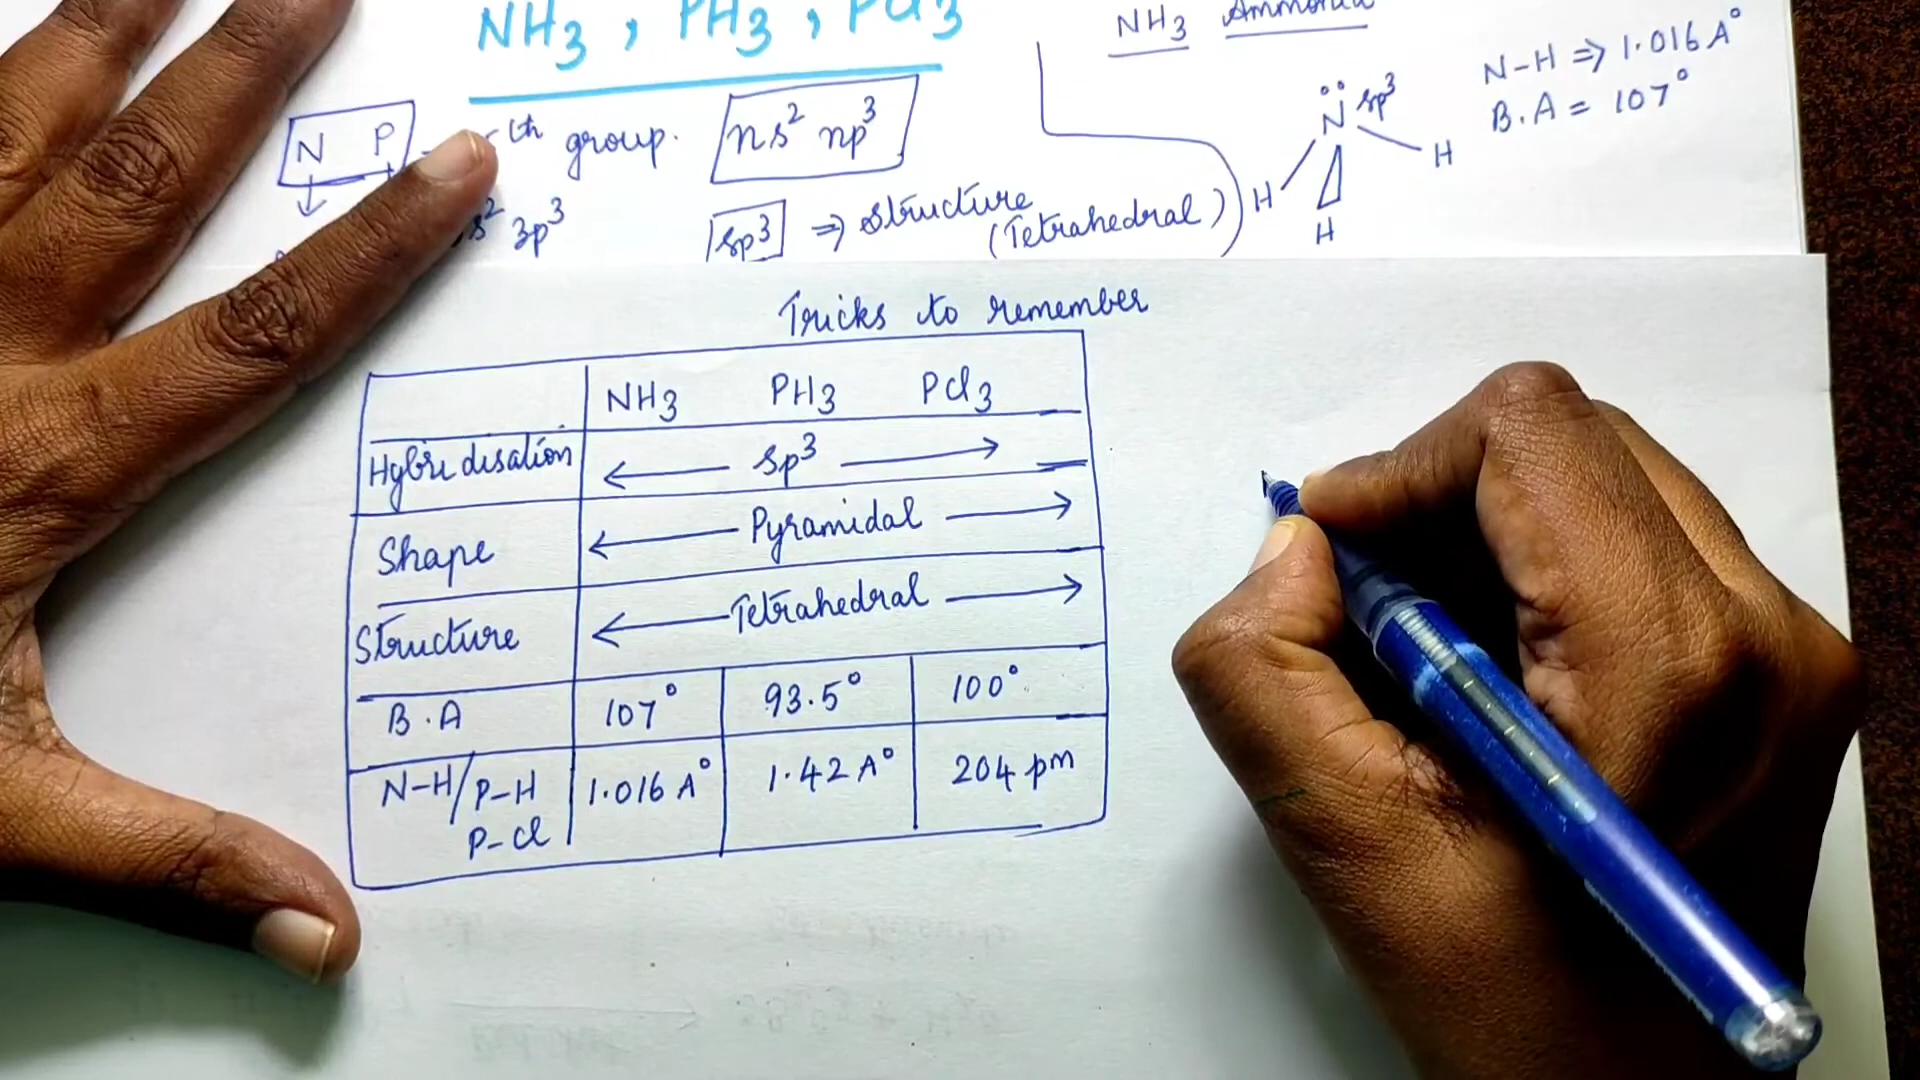 NH3 , PH3 , PCl3
NH3 Ammonia
N-H ⇒ 1.016 A°
B.A = 107°
N P th group. ns² np³
s² 3p³
sp³ ⇒ Structure
(Tetrahedral)
N sp³
H
H
H
Tricks to remember
NH3 PH3 PCl3
Hybridisation ← sp³ →
Shape ← Pyramidal →
Structure ← Tetrahedral →
B.A 107° 93.5° 100°
N-H/P-H 1.016 A° 1.42 A° 204 pm
P-Cl